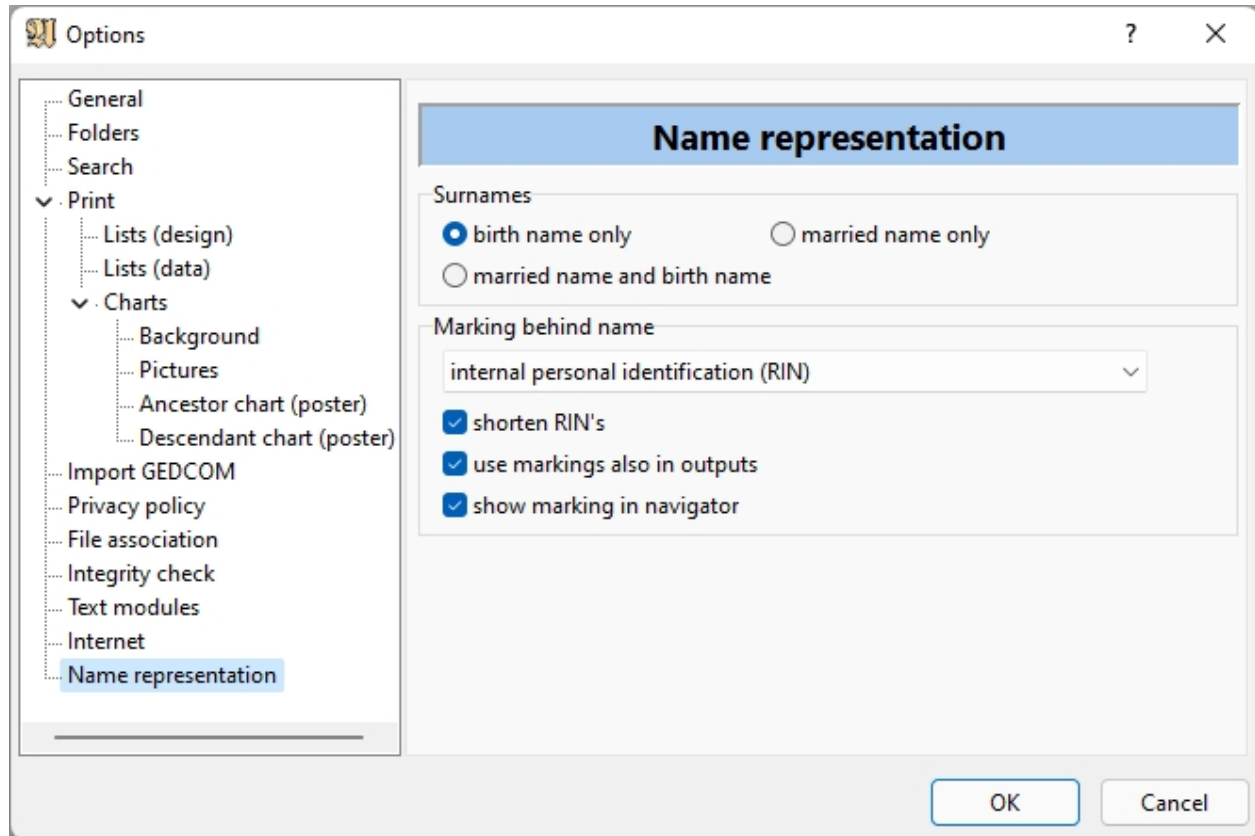 Options
?
General
Folders
Search
Print
Lists (design)
Lists (data)
Charts
Background
Pictures
Ancestor chart (poster)
Descendant chart (poster)
Import GEDCOM
Privacy policy
File association
Integrity check
Text modules
Internet
Name representation
Name representation
Surnames
birth name only married name only
married name and birth name
Marking behind name
internal personal identification (RIN)
shorten RIN's
use markings also in outputs
show marking in navigator
OK Cancel